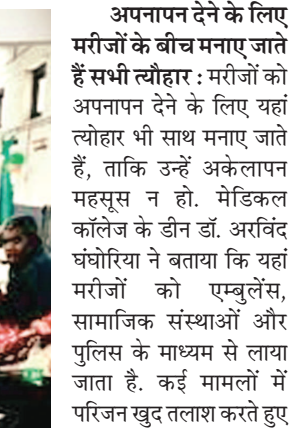 अपनापन देने के लिए
मरीजों के बीच मनाए जाते
हैं सभी त्यौहार : मरीजों को
अपनापन देने के लिए यहां
त्योहार भी साथ मनाए जाते
हैं, ताकि उन्हें अकेलापन
महसूस न हो. मेडिकल
कॉलेज के डीन डॉ. अरविंद
घंघोरिया ने बताया कि यहां
मरीजों को एम्बुलेंस,
सामाजिक संस्थाओं और
पुलिस के माध्यम से लाया
जाता है. कई मामलों में
परिजन खुद तलाश करते हुए